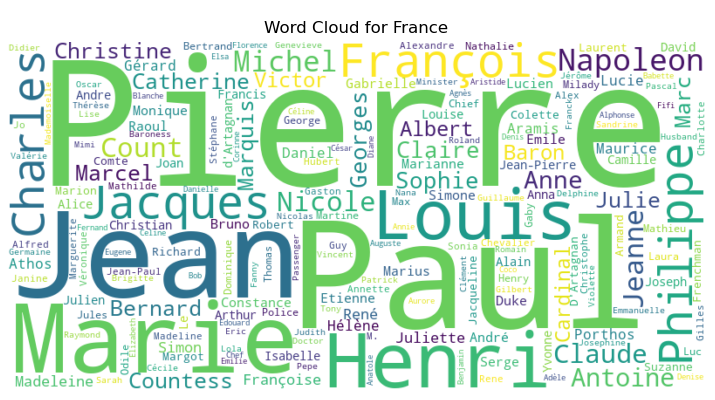 Word Cloud for France
Didier
Christine
Bertrand
Florence
Genevieve
Alexandre
Nathalie
Laurent
David
Elsa
Gérard
Michel
François
Napoleon
Jérôme
Babette
Charles
Pierre
Oscar
Andre
Catherine
Victor
Gabrielle
Minister
Aristide
Lucie
Milady
Pascal
Marc
Thérèse
Blanche
Francis
Chief
Lucien
Agnès
Alex
Franck
Alphonse
Fifi
Lise
Monique
Mademoiselle
Raoul
Stéphane
d'Artagnan
Marquis
Céline
George
Georges
Louise
Colette
Aramis
Sandrine
Jo
Count
Baroness
Corinne
César
Diane
Albert
Roland
Denis
Emile
Husband
Charlotte
Valérie
Mimi
Comte
Joan
Daniel
Hubert
Claire
Marianne
Baron
Jean-Pierre
Maurice
Camille
Marcel
Mathilde
Danielle
Sophie
Anne
Philippe
Marion
Alice
Jacques
Nicole
Gaston
Nana
Max
Simone
Anna
Delphine
Julie
Louis
Annie
Gaby
Guillaume
Alfred
Marguerite
Fernand
Christian
Bruno
Robert
Nicolas
Martine
Paul
Auguste
Chevalier
Armand
Mathieu
Germaine
Jean
Véronique
Eugene
Celine
Richard
Dominique
Fanny
Thomas
Passenger
Guy
Vincent
Sonia
Romain
Cardinal
Jeanne
Laura
Athos
Janine
Jean-Paul
Brigitte
Bob
Tony
Patrick
Marius
Annette
Clément
Jacqueline
Alain
Henry
Coco
Gilbert
D'Artagnan
Christophe
Violette
Joseph
Frenchman
Julien
Jules
Bernard
Constance
Arthur
Police
Etienne
René
Aurore
Duke
Emmanuelle
Gilles
Marie
Elizabeth
Le
Edouard
Eric
Judith
Hélène
M.
Juliette
André
Porthos
Josephine
Raymond
Madeline
Simon
Lola
Emilie
Chef
Doctor
Isabelle
Henri
Serge
Yvonne
Claude
Luc
Odile
Margot
Suzanne
Madeleine
Sarah
Countess
Cécile
Françoise
Pepe
Anatole
Benjamin
Rene
Adèle
Antoine
Denise